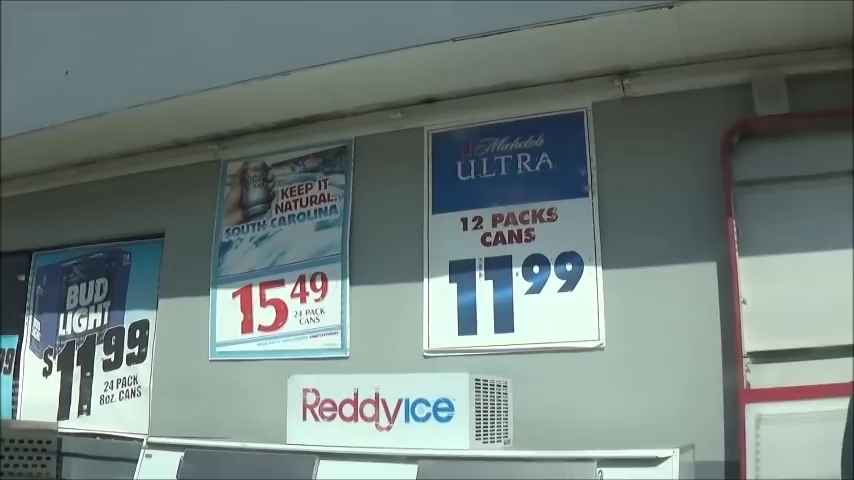 BUD
LIGHT
$11.99
24 PACK
8oz. CANS
KEEP IT
NATURAL,
SOUTH CAROLINA
15.49
24 PACK
CANS
Michelob
ULTRA
12 PACKS
CANS
11.99
Reddy ICE